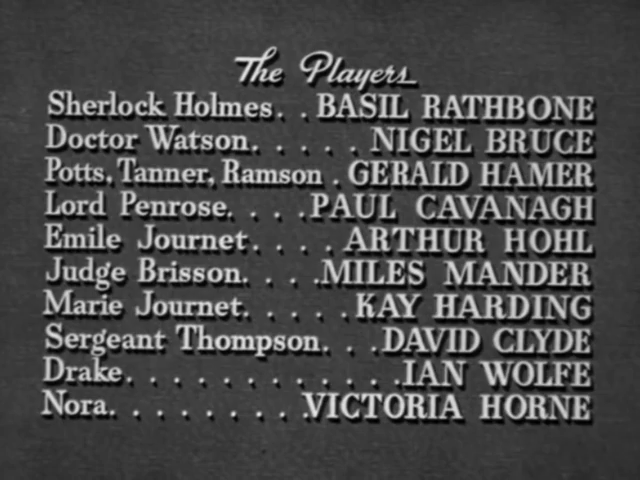 The Players
Sherlock Holmes. . BASIL RATHBONE
Doctor Watson. . . . . NIGEL BRUCE
Potts, Tanner, Ramson . GERALD HAMER
Lord Penrose. . . . PAUL CAVANAGH
Emile Journet. . . . ARTHUR HOHL
Judge Brisson. . . . MILES MANDER
Marie Journet. . . . . KAY HARDING
Sergeant Thompson. . . DAVID CLYDE
Drake. . . . . . . . . . . . . IAN WOLFE
Nora. . . . . . . . . VICTORIA HORNE